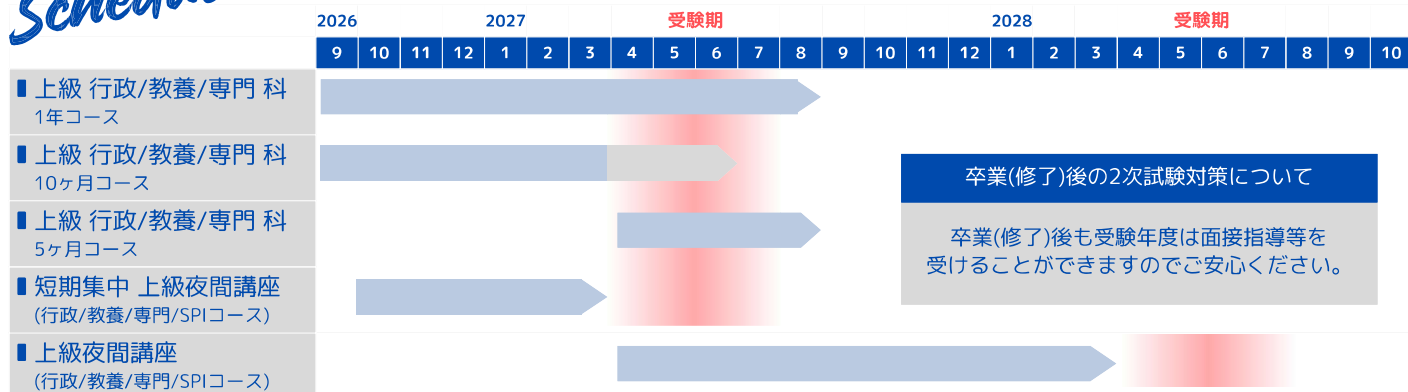 Schedul
2026 2027 受験期 2028 受験期
9 10 11 12 1 2 3 4 5 6 7 8 9 10 11 12 1 2 3 4 5 6 7 8 9 10
上級 行政/教養/専門 科
1年コース
上級 行政/教養/専門 科
10ヶ月コース
上級 行政/教養/専門 科
5ヶ月コース
短期集中 上級夜間講座
(行政/教養/専門/SPIコース)
上級夜間講座
(行政/教養/専門/SPIコース)
卒業(修了)後の2次試験対策について
卒業(修了)後も受験年度は面接指導等を
受けることができますのでご安心ください。